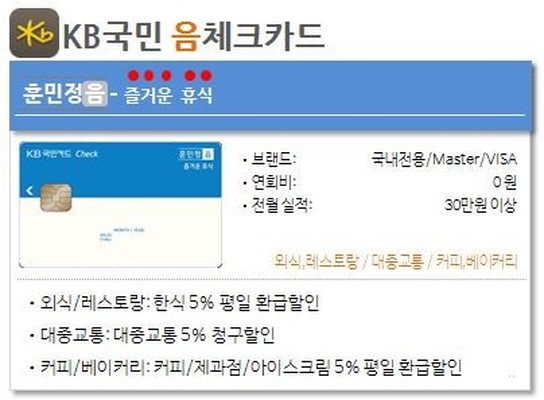 Kb KB국민 음체크카드
훈민정음 - 즐거운 휴식
KB 국민카드 Check 훈민정음
즐거운 휴식
• 브랜드: 국내전용/Master/VISA
• 연회비: 0원
• 전월 실적: 30만원 이상
외식,레스토랑 / 대중교통 / 커피,베이커리
• 외식/레스토랑: 한식 5% 평일 환급할인
• 대중교통: 대중교통 5% 청구할인
• 커피/베이커리: 커피/제과점/아이스크림 5% 평일 환급할인